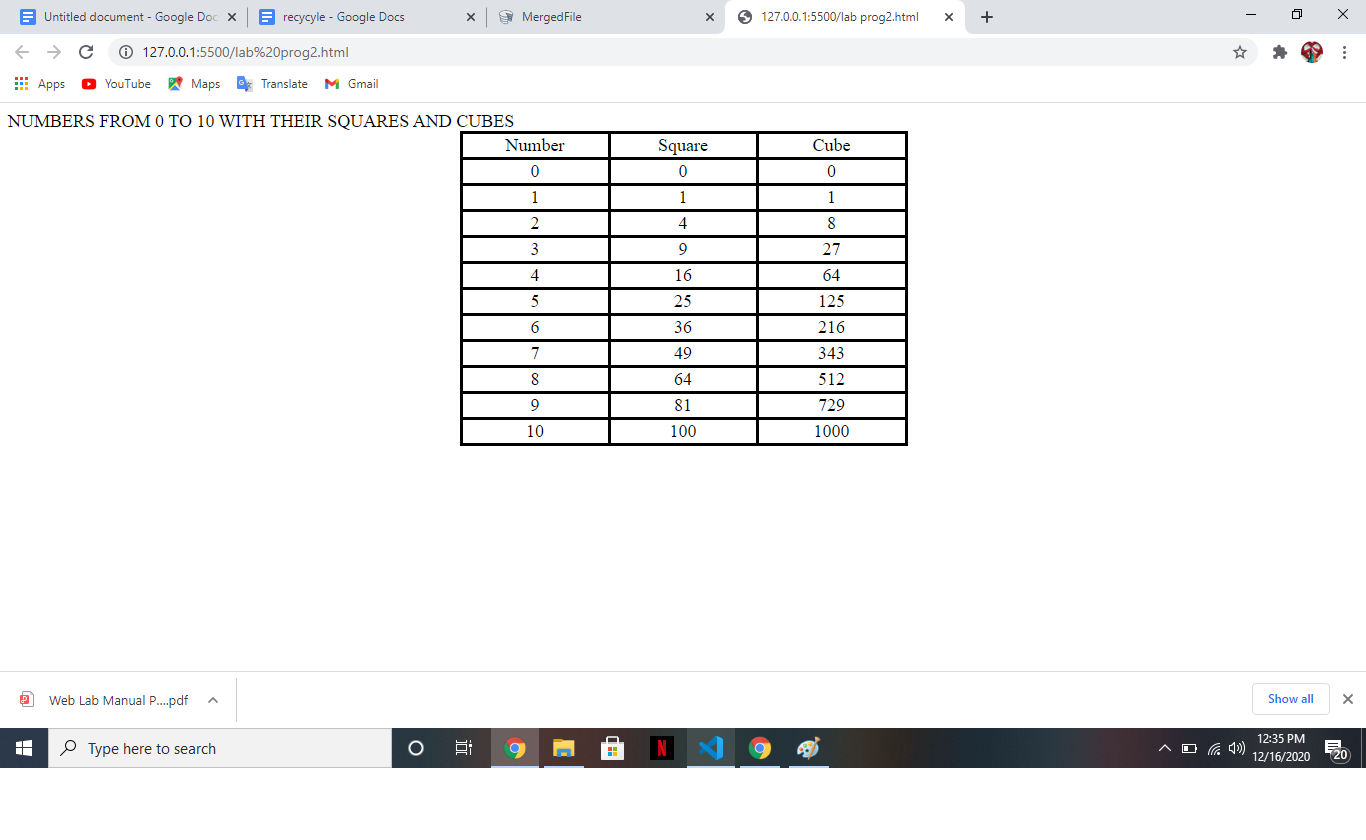 Untitled document - Google Doc
recycyle - Google Docs
MergedFile
127.0.0.1:5500/lab prog2.html
127.0.0.1:5500/lab%20prog2.html
Apps YouTube Maps Translate Gmail
NUMBERS FROM 0 TO 10 WITH THEIR SQUARES AND CUBES
Number Square Cube
0 0 0
1 1 1
2 4 8
3 9 27
4 16 64
5 25 125
6 36 216
7 49 343
8 64 512
9 81 729
10 100 1000
Web Lab Manual P....pdf
Show all
Type here to search
N
12:35 PM
12/16/2020
20